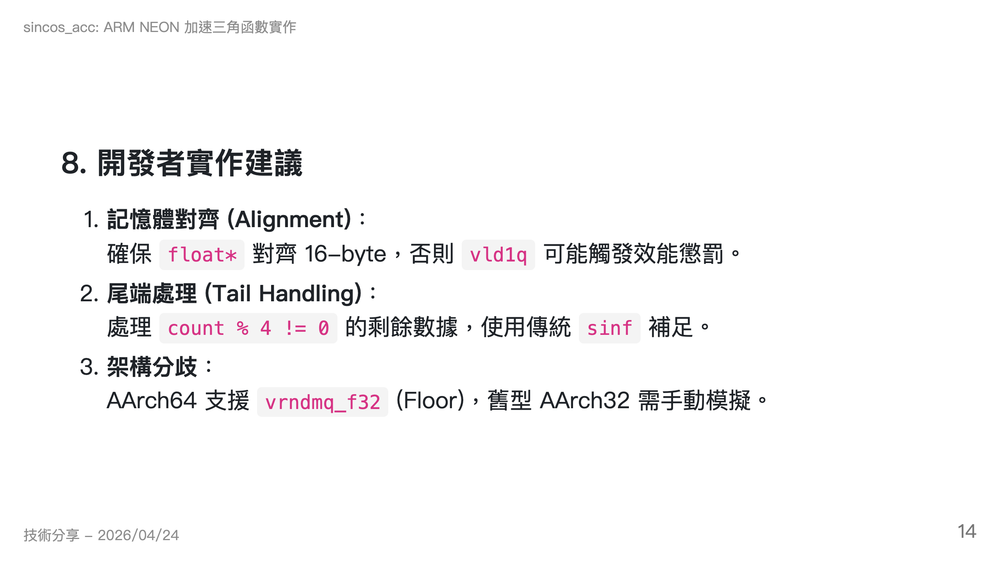 sincos_acc: ARM NEON 加速三角函數實作
8. 開發者實作建議
1. 記憶體對齊 (Alignment)：
確保 float* 對齊 16-byte，否則 vld1q 可能觸發效能懲罰。
2. 尾端處理 (Tail Handling)：
處理 count % 4 != 0 的剩餘數據，使用傳統 sinf 補足。
3. 架構分歧：
AArch64 支援 vrndmq_f32 (Floor)，舊型 AArch32 需手動模擬。
技術分享 - 2026/04/24
14